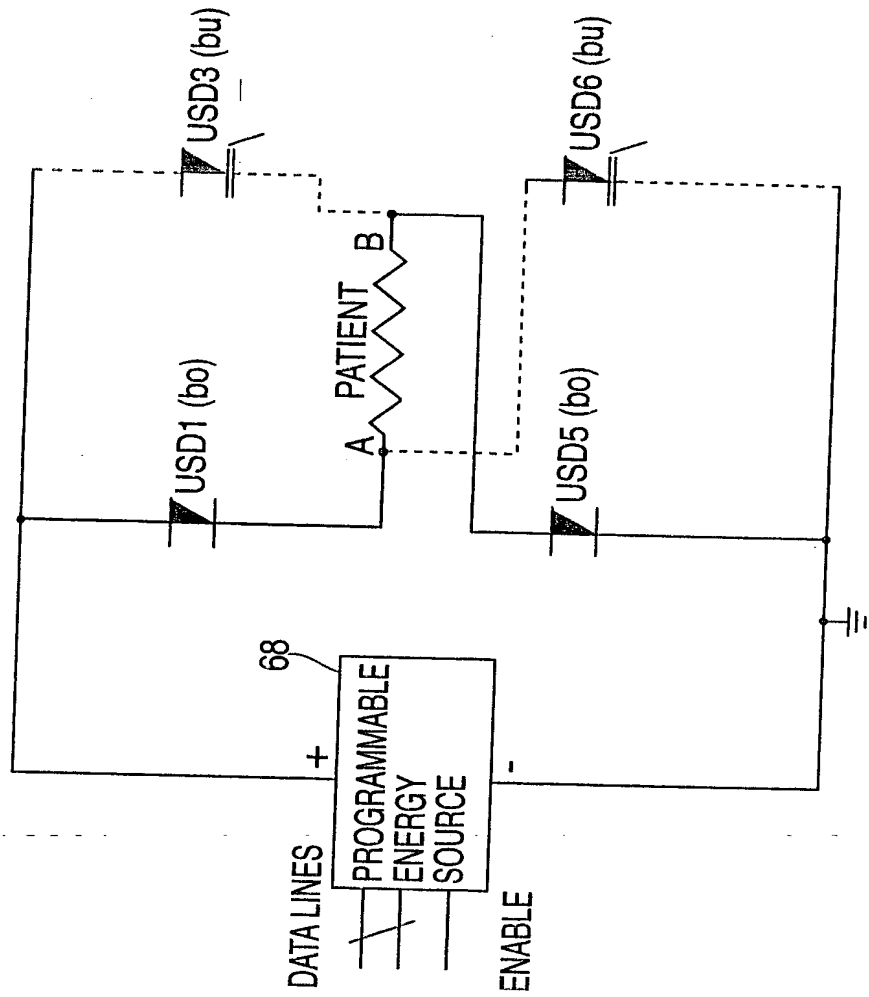 USD3 (bu)
USD1 (bo)
PATIENT
A
B
USD5 (bo)
USD6 (bu)
68
+
-
DATA LINES
PROGRAMMABLE
ENERGY
SOURCE
ENABLE